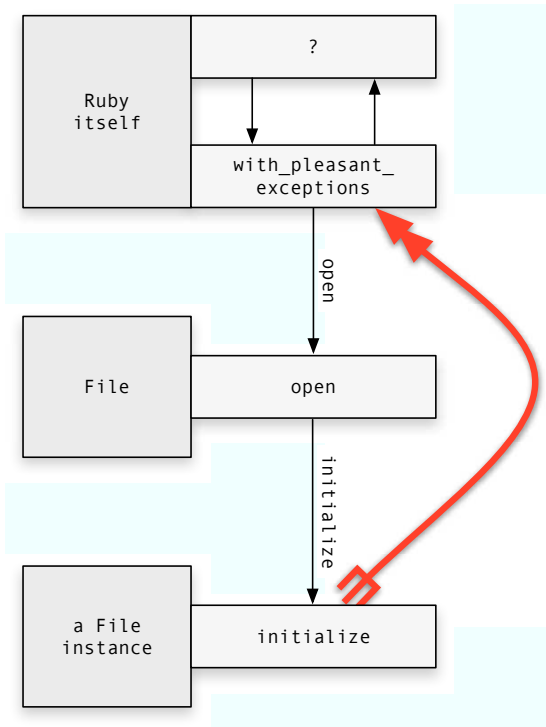 ?
Ruby
itself
with_pleasant_
exceptions
open
File
open
initialize
a File
instance
initialize